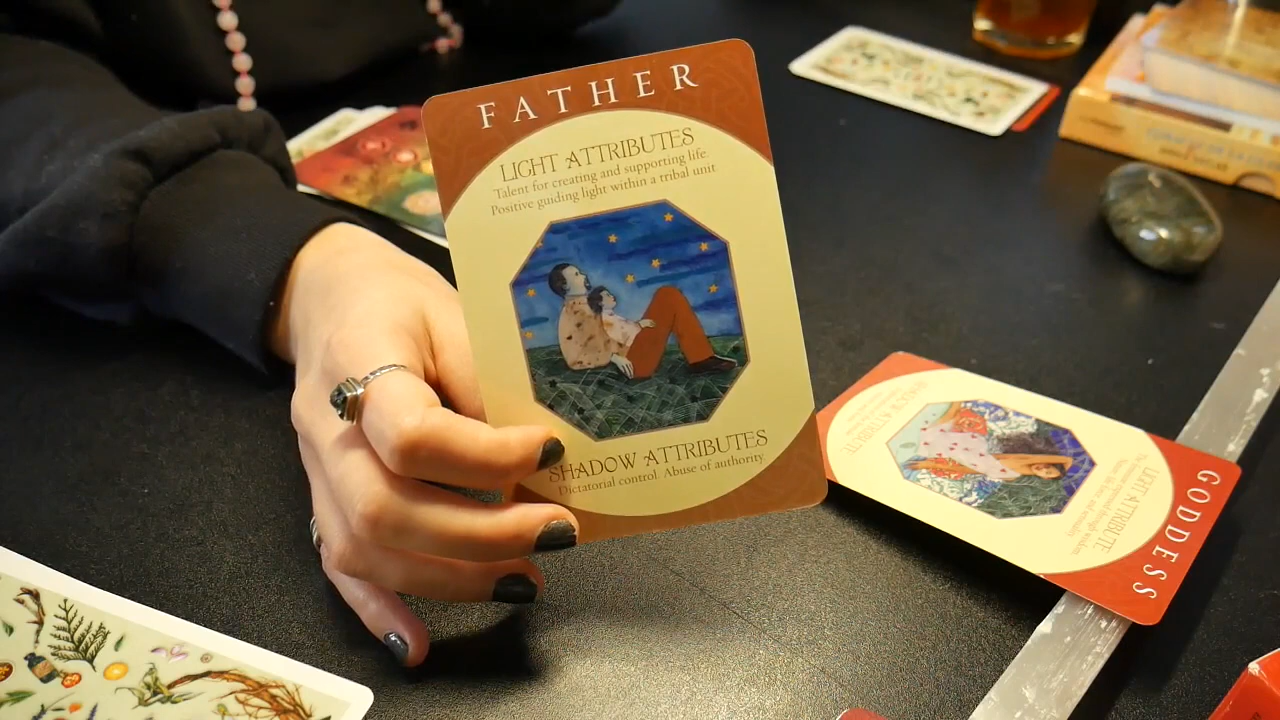 FATHER
LIGHT ATTRIBUTES
Talent for creating and supporting life.
Positive guiding light within a tribal unit
SHADOW ATTRIBUTES
Dictatorial control. Abuse of authority.
GODDESS
LIGHT ATTRIBUTE